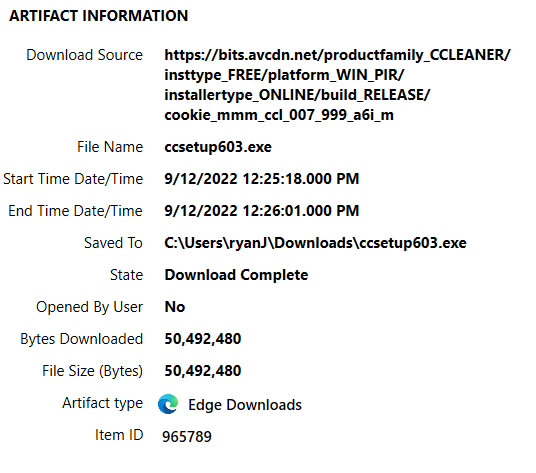 ARTIFACT INFORMATION
Download Source https://bits.avcdn.net/productfamily_CCLEANER/
insttype_FREE/platform_WIN_PIR/
installertype_ONLINE/build_RELEASE/
cookie_mmm_ccl_007_999_a6i_m
File Name ccsetup603.exe
Start Time Date/Time 9/12/2022 12:25:18.000 PM
End Time Date/Time 9/12/2022 12:26:01.000 PM
Saved To C:\Users\ryanJ\Downloads\ccsetup603.exe
State Download Complete
Opened By User No
Bytes Downloaded 50,492,480
File Size (Bytes) 50,492,480
Artifact type Edge Downloads
Item ID 965789